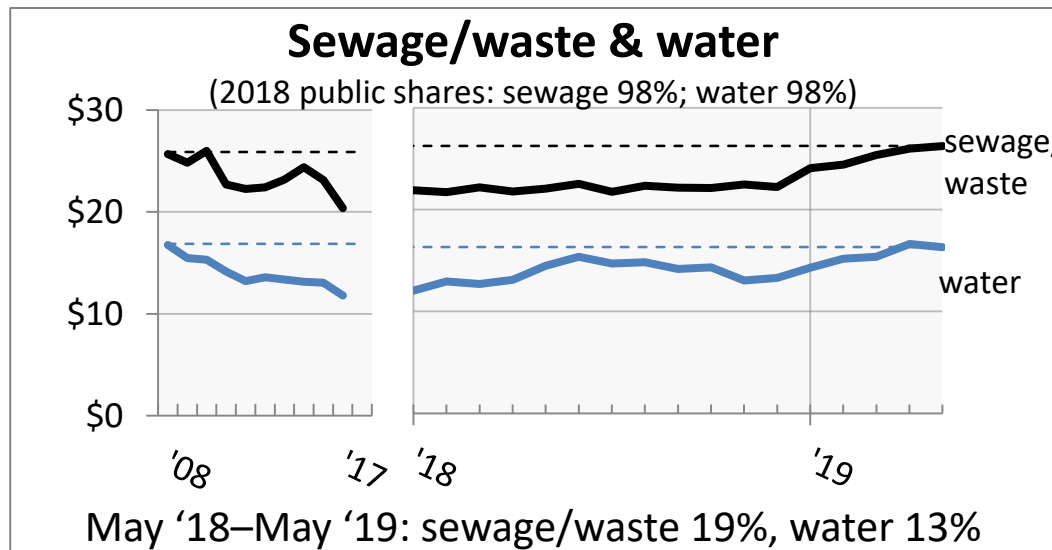 Sewage/waste & water
(2018 public shares: sewage 98%; water 98%)
$30
$20
$10
$0
sewage/
waste
water
'08
'17
'18
'19
May ‘18–May ‘19: sewage/waste 19%, water 13%